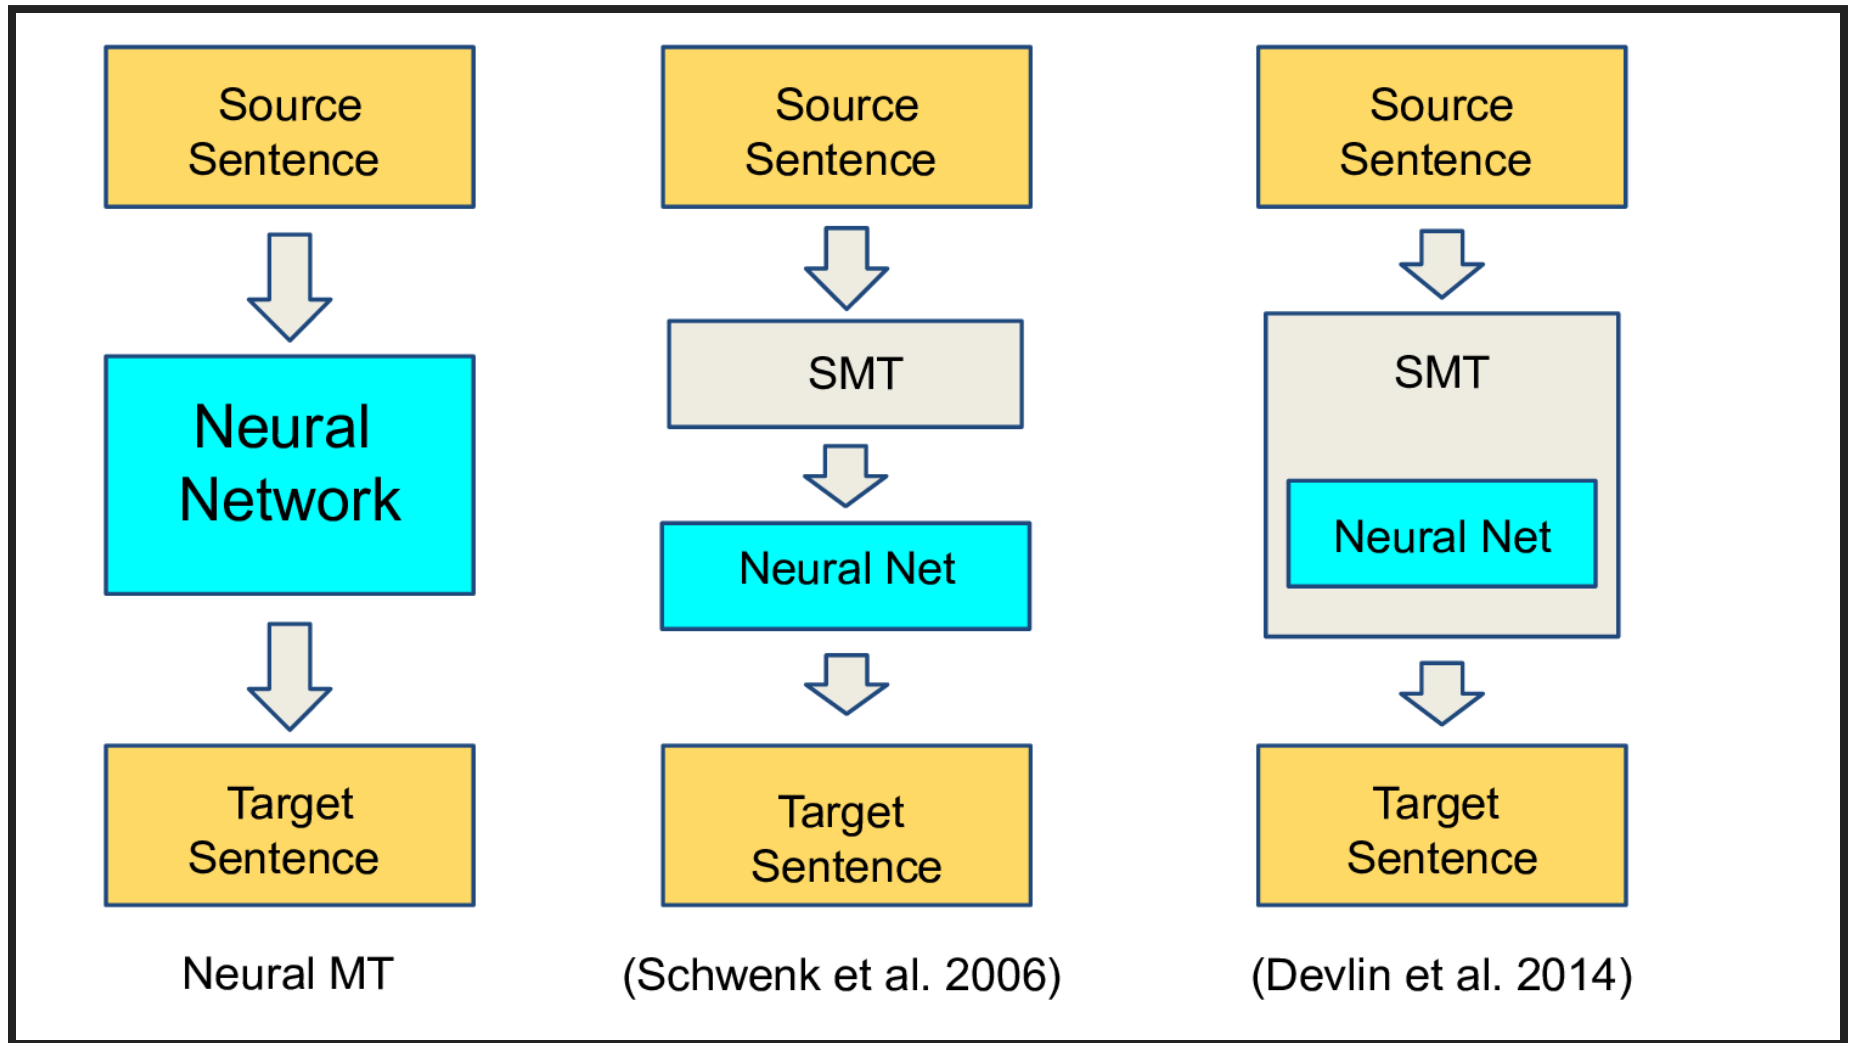 Source
Sentence
Neural
Network
Target
Sentence
Neural MT
Source
Sentence
SMT
Neural Net
Target
Sentence
(Schwenk et al. 2006)
Source
Sentence
SMT
Neural Net
Target
Sentence
(Devlin et al. 2014)